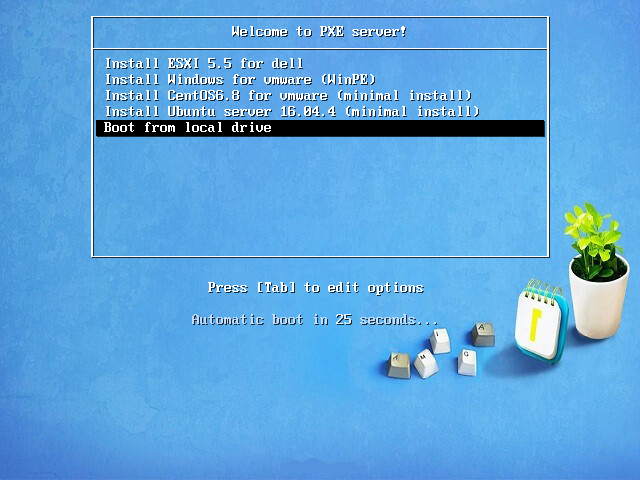 Welcome to PXE server!
Install ESXI 5.5 for dell
Install Windows for vmware (WinPE)
Install CentOS6.8 for vmware (minimal install)
Install Ubuntu server 16.04.4 (minimal install)
Boot from local drive
Press [Tab] to edit options
Automatic boot in 25 seconds...
1
I
A
A
M
G